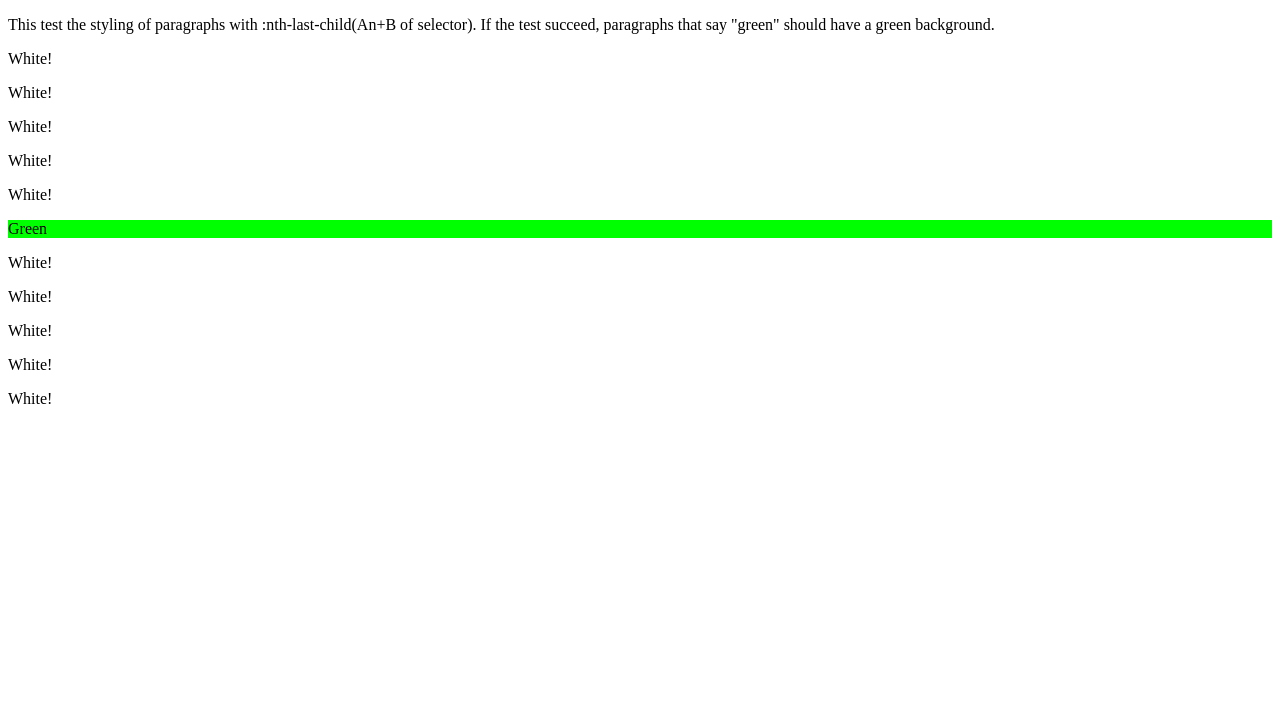 This test the styling of paragraphs with :nth-last-child(An+B of selector). If the test succeed, paragraphs that say "green" should have a green background.
White!
White!
White!
White!
White!
Green
White!
White!
White!
White!
White!